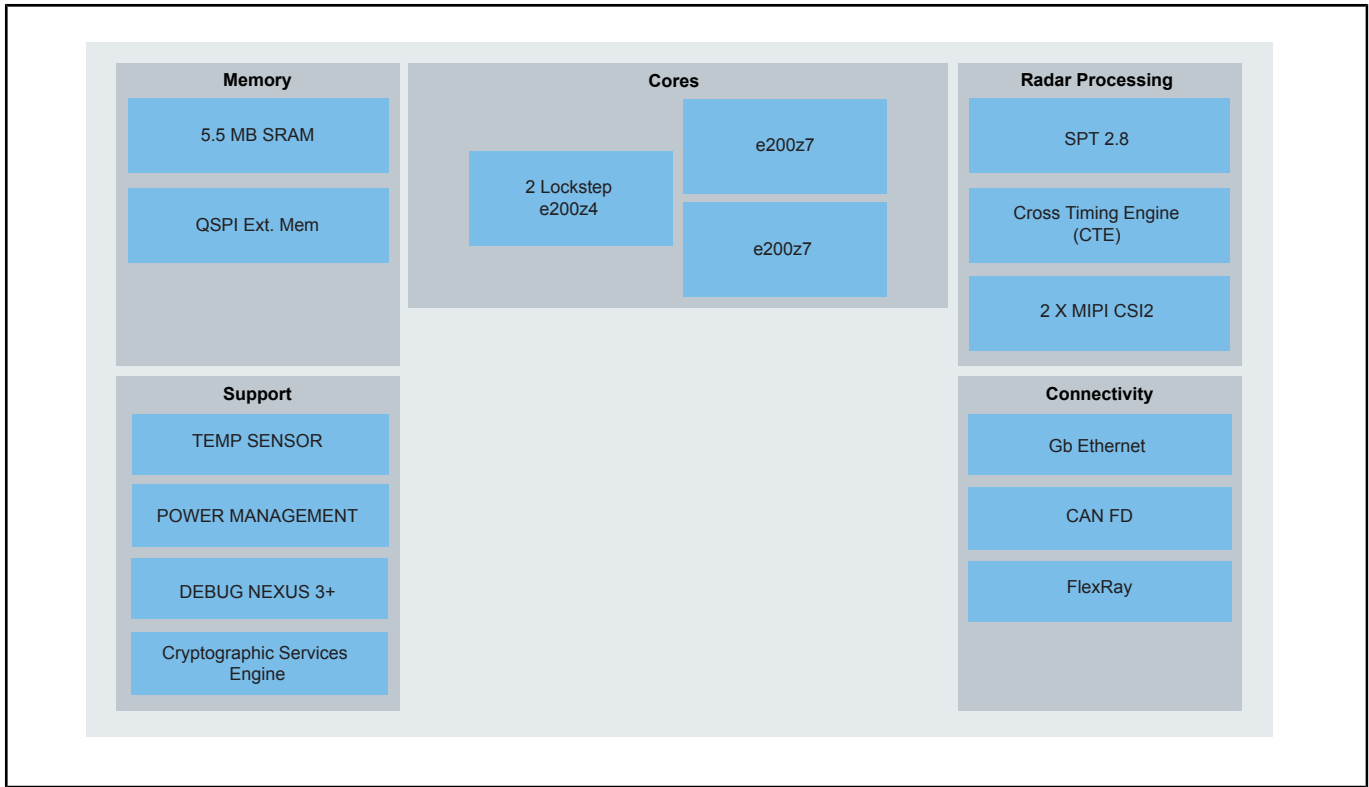 Memory
5.5 MB SRAM
QSPI Ext. Mem
Cores
2 Lockstep
e200z4
e200z7
e200z7
Radar Processing
SPT 2.8
Cross Timing Engine
(CTE)
2 X MIPI CSI2
Support
TEMP SENSOR
POWER MANAGEMENT
DEBUG NEXUS 3+
Cryptographic Services
Engine
Connectivity
Gb Ethernet
CAN FD
FlexRay